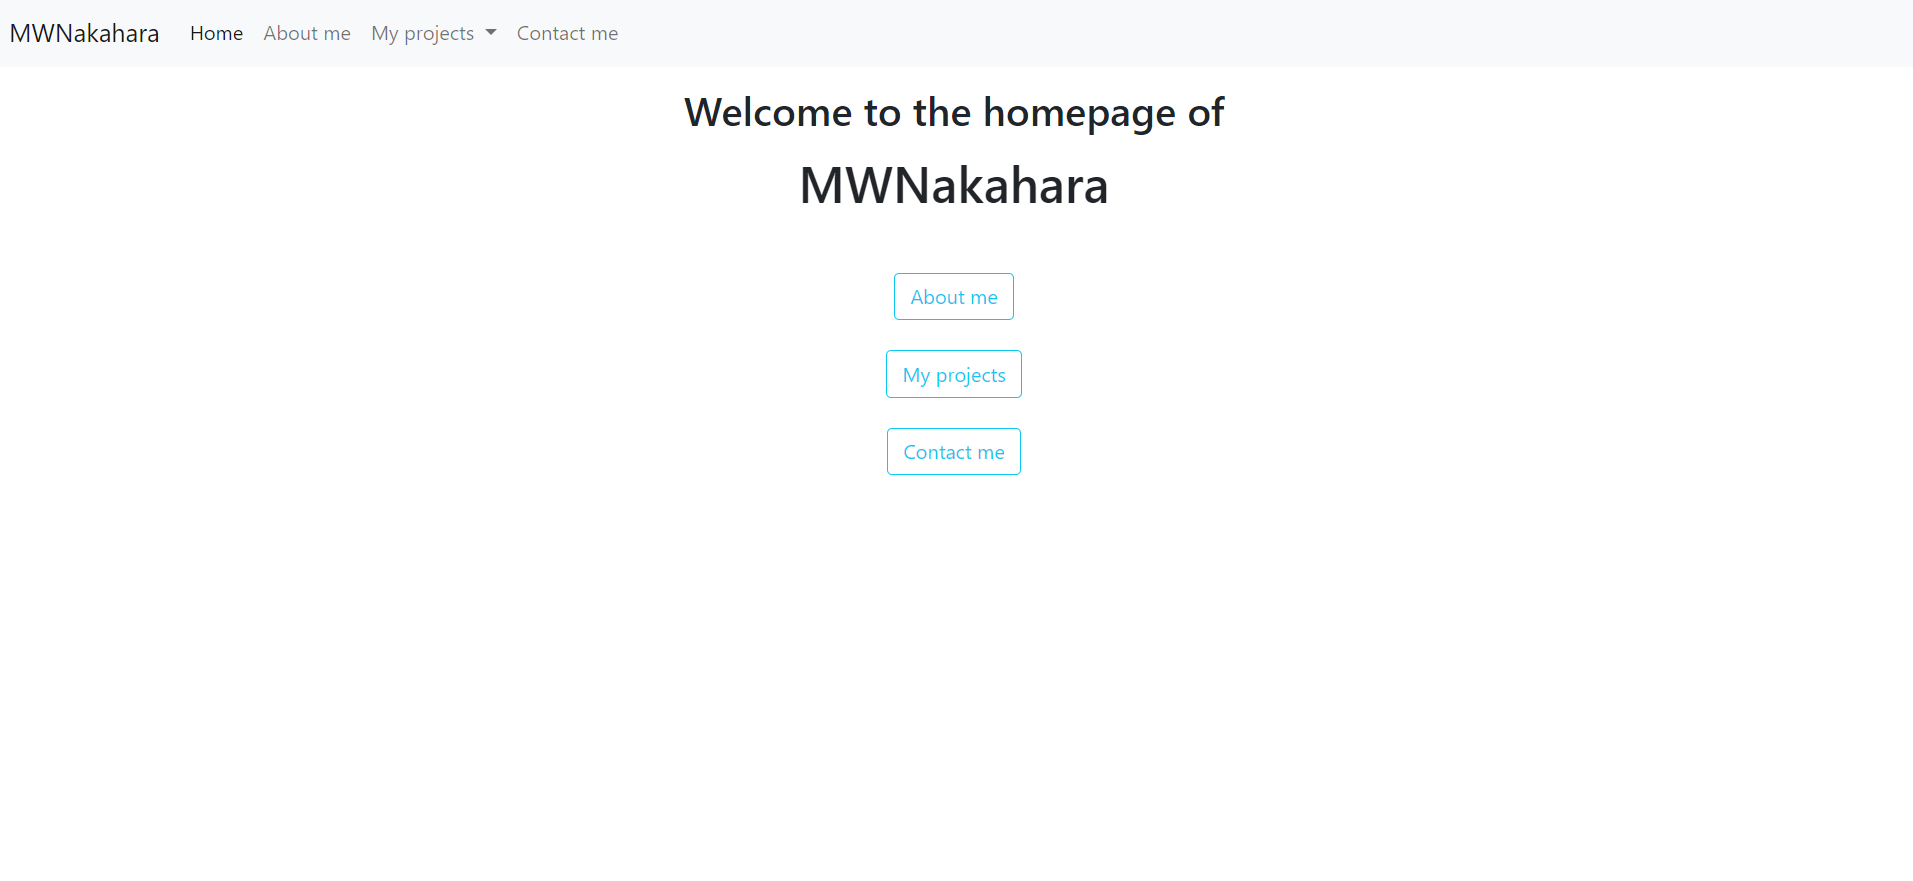 MWNakahara Home About me My projects Contact me
Welcome to the homepage of
MWNakahara
About me
My projects
Contact me